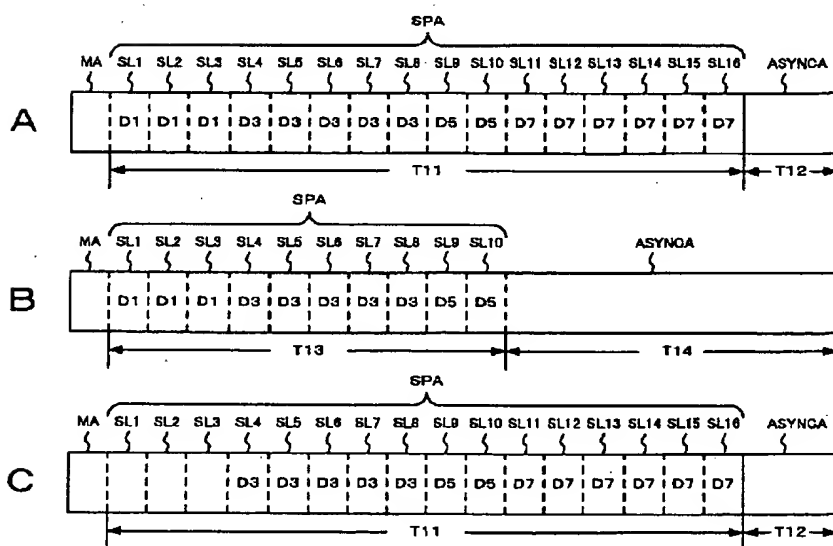 SPA
MA SL1 SL2 SL3 SL4 SL5 SL6 SL7 SL8 SL9 SL10 SL11 SL12 SL13 SL14 SL15 SL16 ASYNCA
A D1 D1 D1 D3 D3 D3 D3 D3 D5 D5 D7 D7 D7 D7 D7 D7
T11 T12
SPA
MA SL1 SL2 SL3 SL4 SL5 SL6 SL7 SL8 SL9 SL10 ASYNCA
B D1 D1 D1 D3 D3 D3 D3 D3 D5 D5
T13 T14
SPA
MA SL1 SL2 SL3 SL4 SL5 SL6 SL7 SL8 SL9 SL10 SL11 SL12 SL13 SL14 SL15 SL16 ASYNCA
C D3 D3 D3 D3 D3 D5 D5 D7 D7 D7 D7 D7 D7
T11 T12